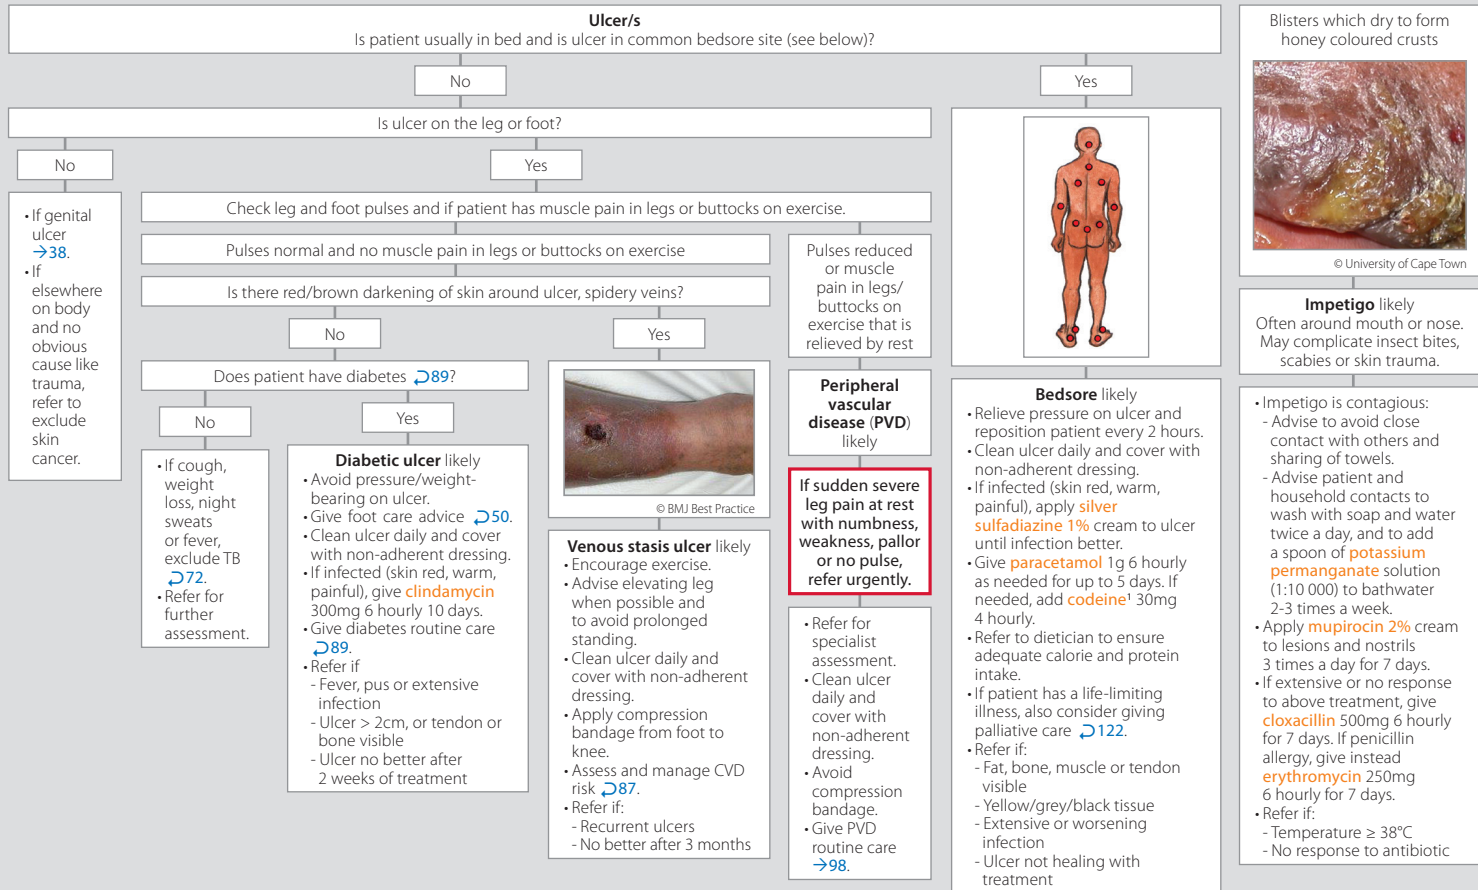 Ulcer/s
Is patient usually in bed and is ulcer in common bedsore site (see below)?
No
Yes
Is ulcer on the leg or foot?
No
Yes
• If genital
ulcer
→38.
• If
elsewhere
on body
and no
obvious
cause like
trauma,
refer to
exclude
skin
cancer.
Check leg and foot pulses and if patient has muscle pain in legs or buttocks on exercise.
Pulses normal and no muscle pain in legs or buttocks on exercise
Is there red/brown darkening of skin around ulcer, spidery veins?
No
Yes
Does patient have diabetes ⮌89?
No
Yes
• If cough,
weight
loss, night
sweats
or fever,
exclude TB
⮌72.
• Refer for
further
assessment.
Diabetic ulcer likely
• Avoid pressure/weight-
bearing on ulcer.
• Give foot care advice ⮌50.
• Clean ulcer daily and cover
with non-adherent dressing.
• If infected (skin red, warm,
painful), give clindamycin
300mg 6 hourly 10 days.
• Give diabetes routine care
⮌89.
• Refer if
- Fever, pus or extensive
infection
- Ulcer > 2cm, or tendon or
bone visible
- Ulcer no better after
2 weeks of treatment
© BMJ Best Practice
Venous stasis ulcer likely
• Encourage exercise.
• Advise elevating leg
when possible and
to avoid prolonged
standing.
• Clean ulcer daily and
cover with non-adherent
dressing.
• Apply compression
bandage from foot to
knee.
• Assess and manage CVD
risk ⮌87.
• Refer if:
- Recurrent ulcers
- No better after 3 months
Pulses reduced
or muscle
pain in legs/
buttocks on
exercise that is
relieved by rest
Peripheral
vascular
disease (PVD)
likely
If sudden severe
leg pain at rest
with numbness,
weakness, pallor
or no pulse,
refer urgently.
• Refer for
specialist
assessment.
• Clean ulcer
daily and
cover with
non-adherent
dressing.
• Avoid
compression
bandage.
• Give PVD
routine care
→98.
Bedsore likely
• Relieve pressure on ulcer and
reposition patient every 2 hours.
• Clean ulcer daily and cover with
non-adherent dressing.
• If infected (skin red, warm,
painful), apply silver
sulfadiazine 1% cream to ulcer
until infection better.
• Give paracetamol 1g 6 hourly
as needed for up to 5 days. If
needed, add codeine¹ 30mg
4 hourly.
• Refer to dietician to ensure
adequate calorie and protein
intake.
• If patient has a life-limiting
illness, also consider giving
palliative care ⮌122.
• Refer if:
- Fat, bone, muscle or tendon
visible
- Yellow/grey/black tissue
- Extensive or worsening
infection
- Ulcer not healing with
treatment
Blisters which dry to form
honey coloured crusts
© University of Cape Town
Impetigo likely
Often around mouth or nose.
May complicate insect bites,
scabies or skin trauma.
• Impetigo is contagious:
- Advise to avoid close
contact with others and
sharing of towels.
- Advise patient and
household contacts to
wash with soap and water
twice a day, and to add
a spoon of potassium
permanganate solution
(1:10 000) to bathwater
2-3 times a week.
• Apply mupirocin 2% cream
to lesions and nostrils
3 times a day for 7 days.
• If extensive or no response
to above treatment, give
cloxacillin 500mg 6 hourly
for 7 days. If penicillin
allergy, give instead
erythromycin 250mg
6 hourly for 7 days.
• Refer if:
- Temperature ≥ 38°C
- No response to antibiotic